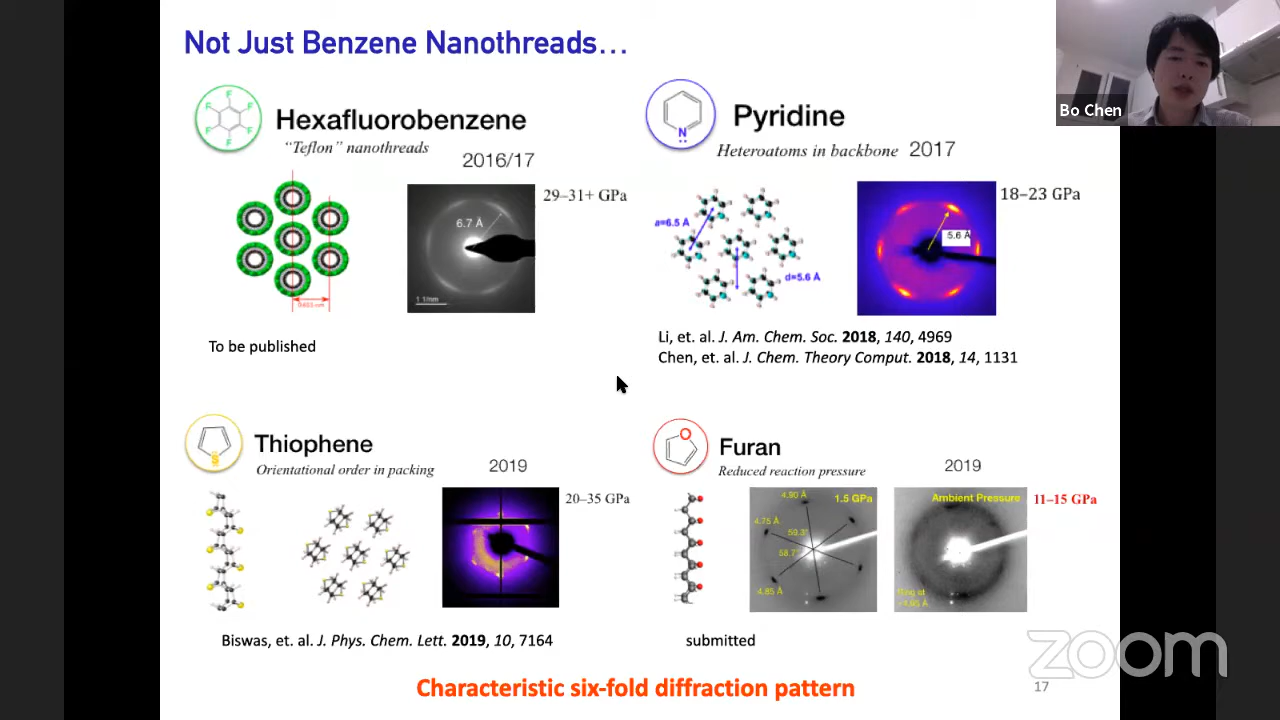 Not Just Benzene Nanothreads…
Bo Chen
F
F
F
F
F
F
Hexafluorobenzene
"Teflon" nanothreads
2016/17
6.7 Å
1 1/nm
29–31+ GPa
To be published
N
Pyridine
Heteroatoms in backbone 2017
a=6.5 Å
d=5.6 Å
5.6 Å
18–23 GPa
Li, et. al. J. Am. Chem. Soc. 2018, 140, 4969
Chen, et. al. J. Chem. Theory Comput. 2018, 14, 1131
S
Thiophene
Orientational order in packing
2019
20–35 GPa
Biswas, et. al. J. Phys. Chem. Lett. 2019, 10, 7164
O
Furan
Reduced reaction pressure
2019
4.90 Å
1.5 GPa
4.75 Å
59.3°
58.7°
4.85 Å
Ambient Pressure
Ring at
11–15 GPa
submitted
Characteristic six-fold diffraction pattern
zoom
17